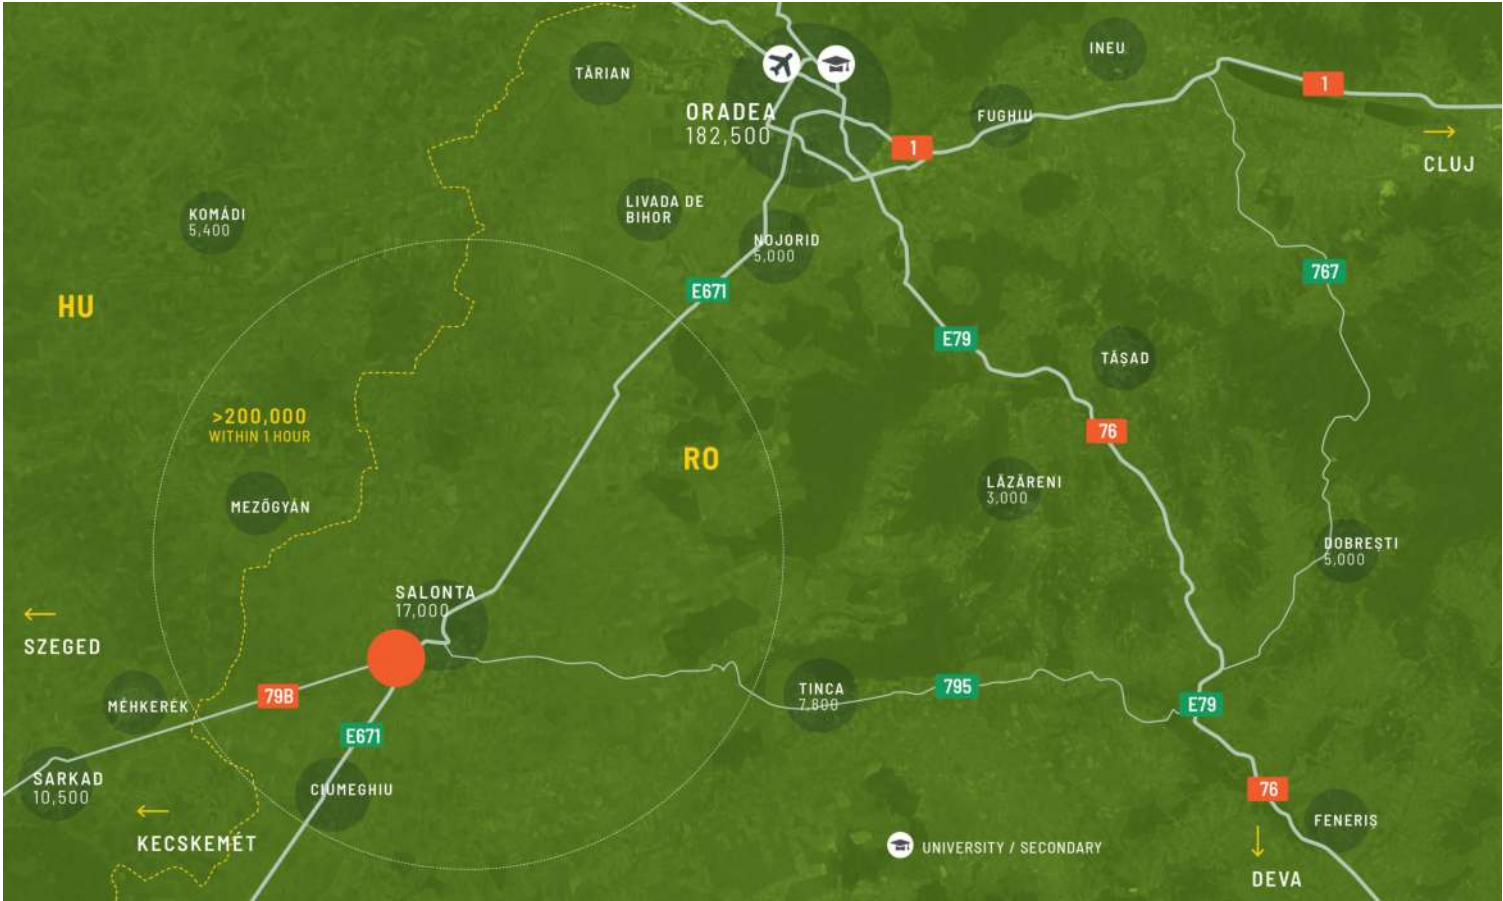 INEU
TĂRIAN
1
ORADEA
182,500
FUGHIU
1
CLUJ
KOMÁDI
5,400
LIVADA DE
BIHOR
NOJORID
5,000
767
E671
HU
E79
TĂȘAD
>200,000
WITHIN 1 HOUR
76
RO
LĂZĂRENI
3,000
MEZŐGYÁN
DOBREȘTI
5,000
SALONTA
17,000
SZEGED
TINCA
7,800
795
79B
MÉHKERÉK
E79
E671
SARKAD
10,500
CIUMEGHIU
76
FENERIȘ
KECSKEMÉT
UNIVERSITY / SECONDARY
DEVA